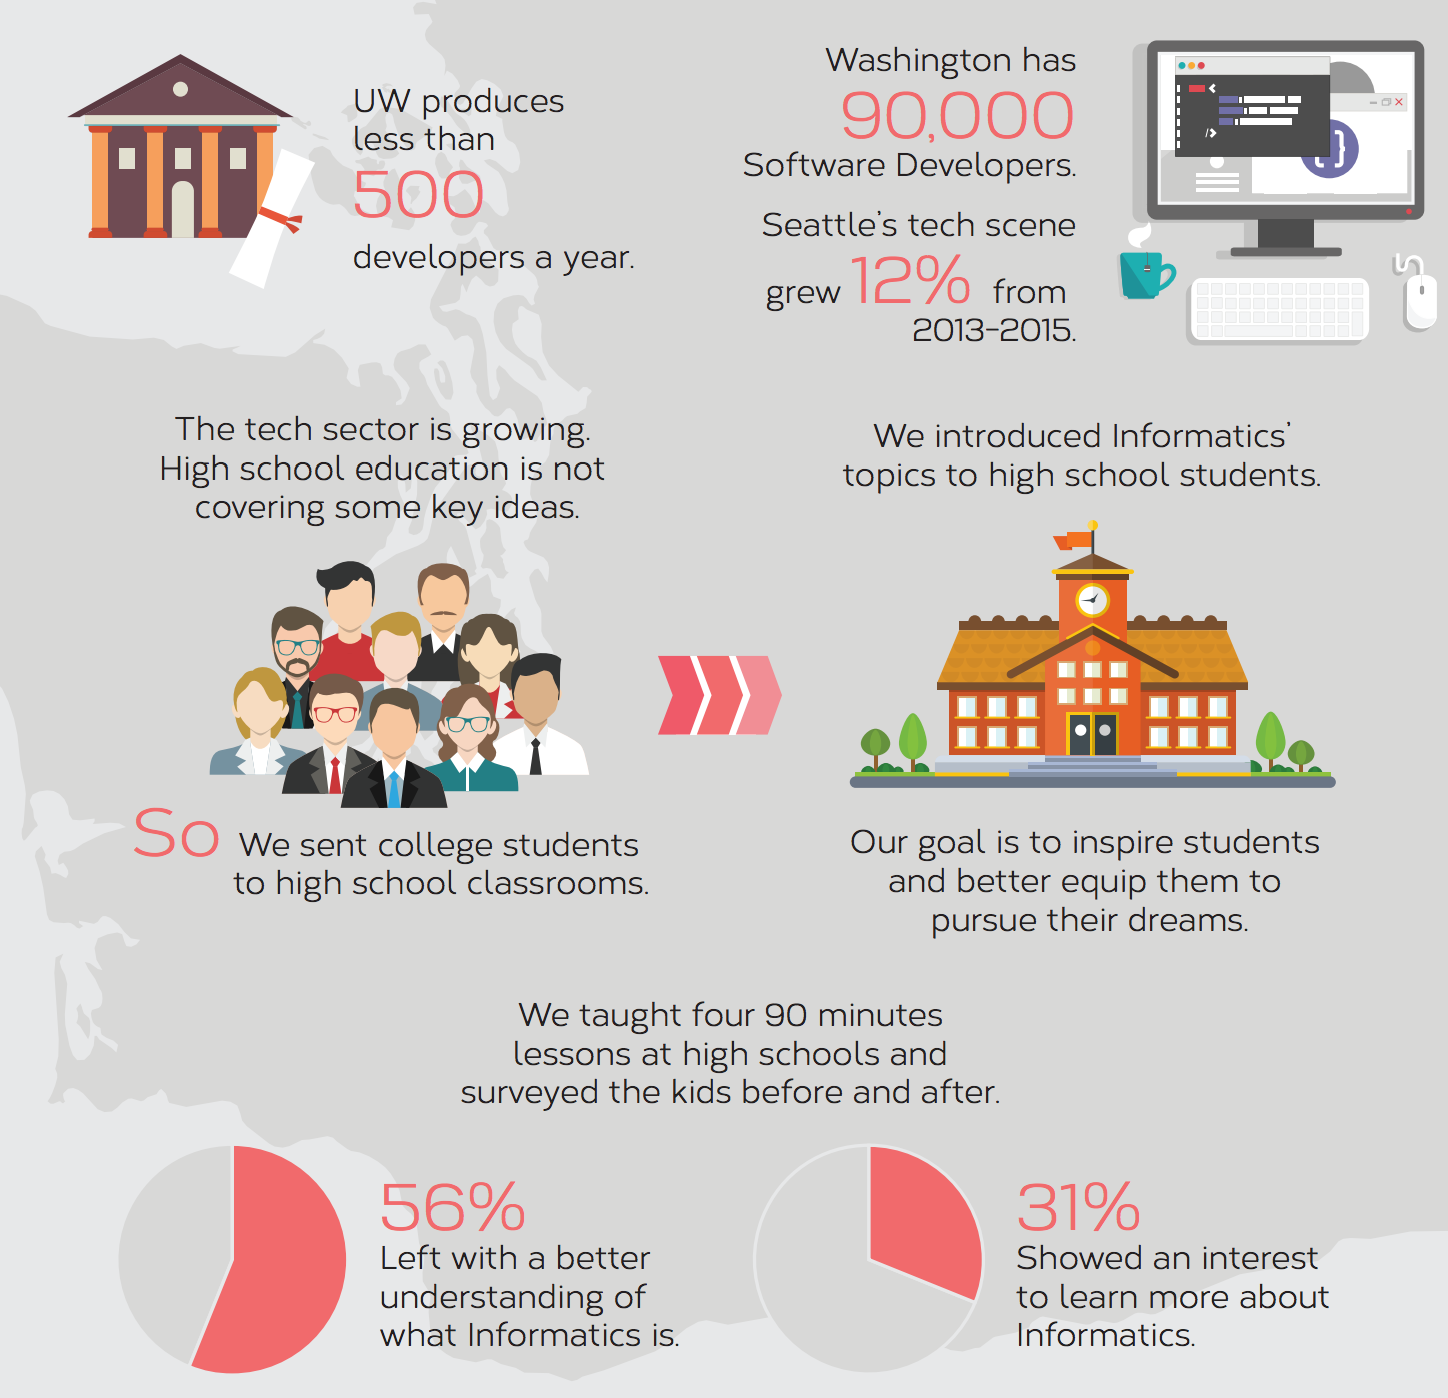 UW produces
less than
500
developers a year.
Washington has
90,000
Software Developers.
Seattle's tech scene
grew 12% from
2013-2015.
The tech sector is growing.
High school education is not
covering some key ideas.
We introduced Informatics'
topics to high school students.
So We sent college students
to high school classrooms.
Our goal is to inspire students
and better equip them to
pursue their dreams.
We taught four 90 minutes
lessons at high schools and
surveyed the kids before and after.
56%
Left with a better
understanding of
what Informatics is.
31%
Showed an interest
to learn more about
Informatics.